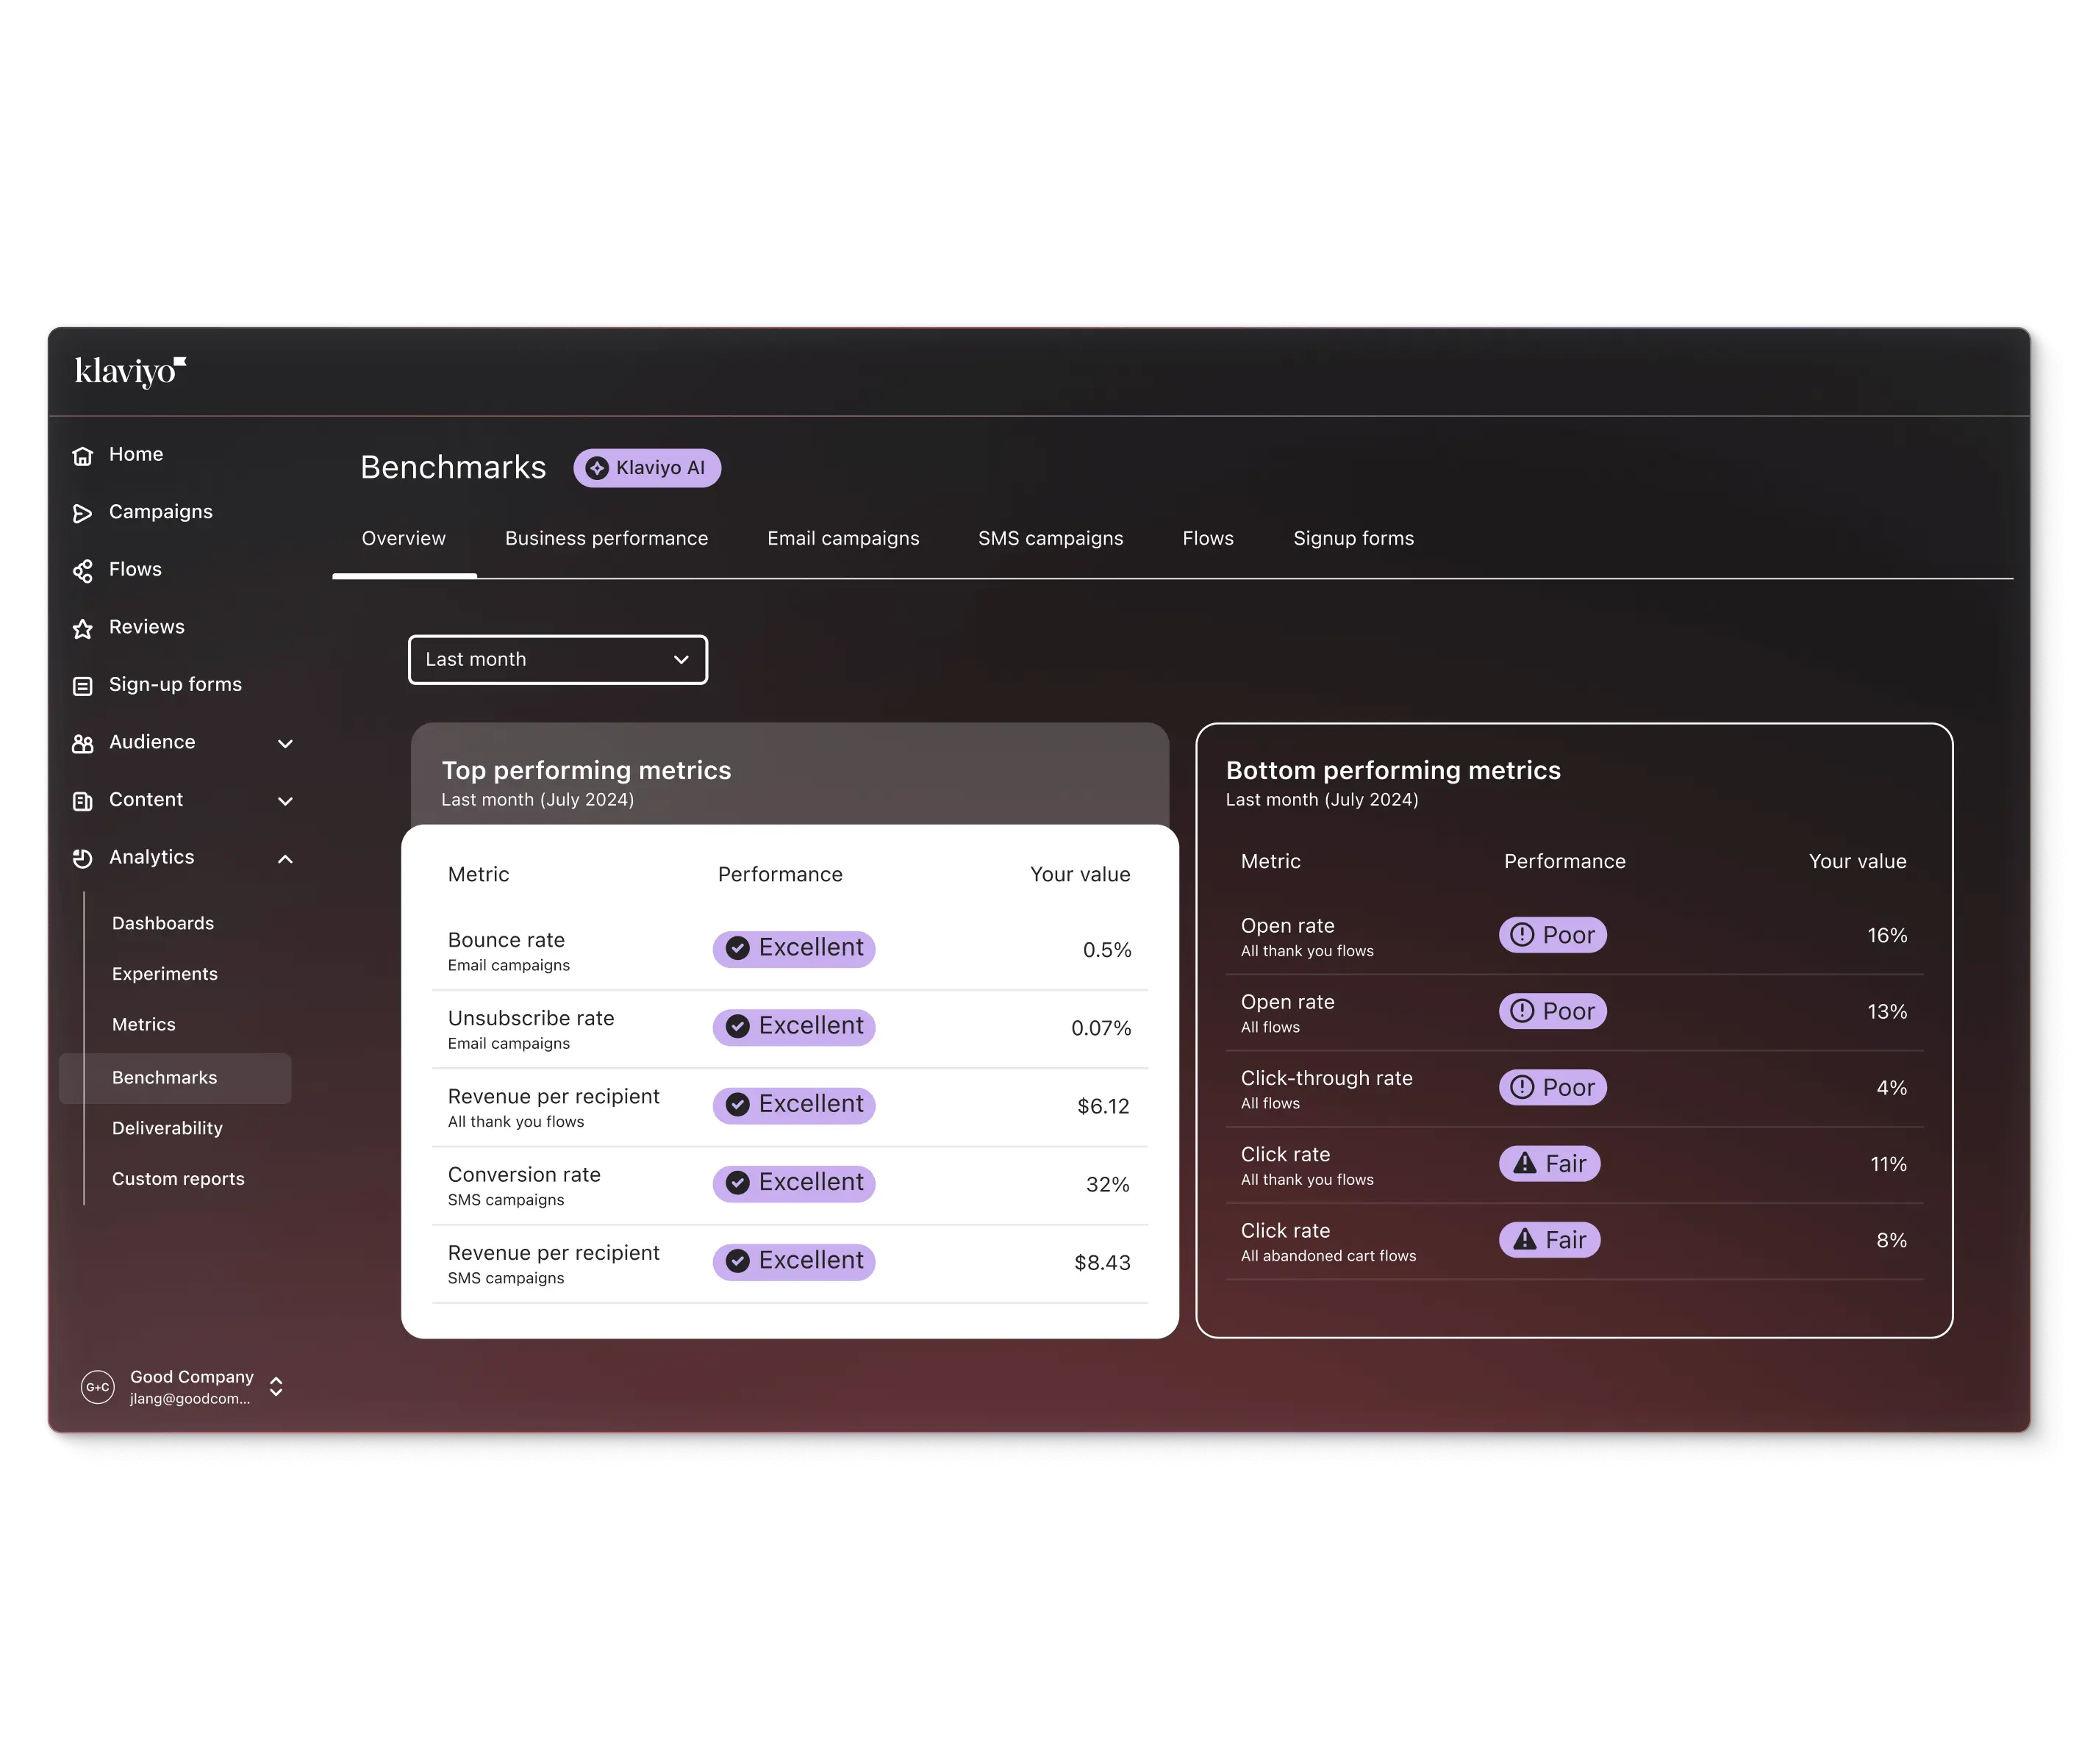 klaviyo
Home
Campaigns
Flows
Reviews
Sign-up forms
Audience
Content
Analytics
Dashboards
Experiments
Metrics
Benchmarks
Deliverability
Custom reports
G+C
Good Company
jlang@goodcom...
Benchmarks Klaviyo AI
Overview Business performance Email campaigns SMS campaigns Flows Signup forms
Last month
Top performing metrics
Last month (July 2024)
Metric Performance Your value
Bounce rate
Email campaigns
Excellent 0.5%
Unsubscribe rate
Email campaigns
Excellent 0.07%
Revenue per recipient
All thank you flows
Excellent $6.12
Conversion rate
SMS campaigns
Excellent 32%
Revenue per recipient
SMS campaigns
Excellent $8.43
Bottom performing metrics
Last month (July 2024)
Metric Performance Your value
Open rate
All thank you flows
Poor 16%
Open rate
All flows
Poor 13%
Click-through rate
All flows
Poor 4%
Click rate
All thank you flows
Fair 11%
Click rate
All abandoned cart flows
Fair 8%